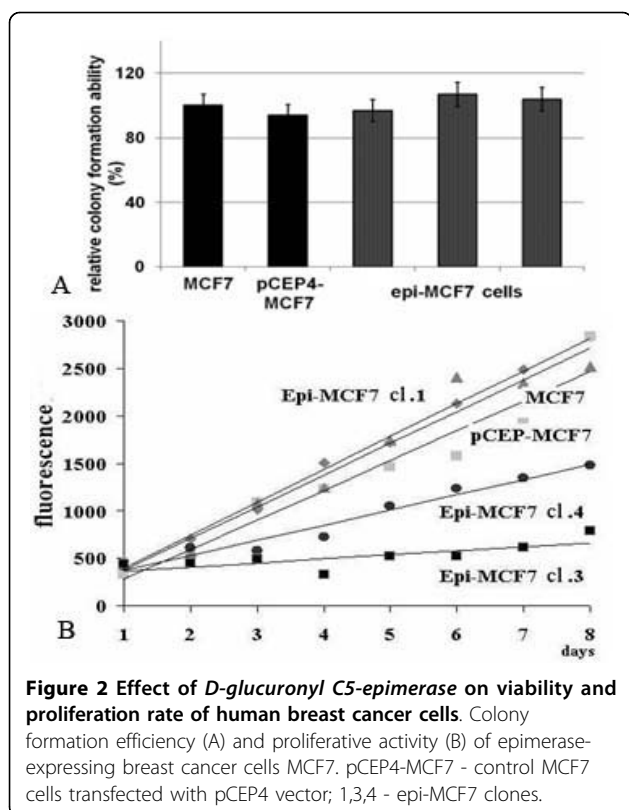 relative colony formation ability
(%)
120
80
40
0
A
MCF7
pCEP4-
MCF7
epi-MCF7 cells
fluorescence
3000
2500
2000
1500
1000
500
0
Epi-MCF7 cl.1
MCF7
pCEP-MCF7
Epi-MCF7 cl.4
Epi-MCF7 cl.3
B
1 2 3 4 5 6 7 8
days
Figure 2 Effect of D-glucuronyl C5-epimerase on viability and
proliferation rate of human breast cancer cells. Colony
formation efficiency (A) and proliferative activity (B) of epimerase-
expressing breast cancer cells MCF7. pCEP4-MCF7 - control MCF7
cells transfected with pCEP4 vector; 1,3,4 - epi-MCF7 clones.